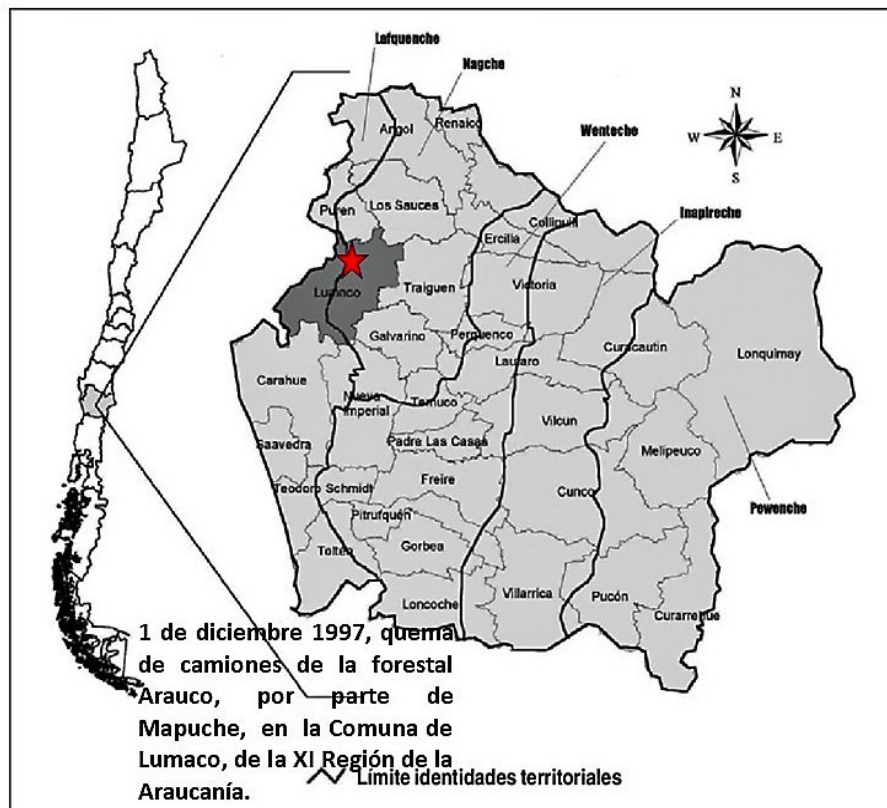 Lafquenche
Nagche
N
W E
S
Angol
Renaico
Wenteche
Puren
Los Sauces
Collipulli
Inapireche
Ercilla
Lumaco
Traiguen
Victoria
Galvarino
Perquenco
Curacautin
Lonquimay
Lautaro
Carahue
Nueva
Imperial
Temuco
Vilcun
Saavedra
Padre Las Casas
Melipeuco
Teodoro Schmidt
Freire
Cunco
Pewenche
Pitrufquén
Toltén
Gorbea
Loncoche
Villarrica
Pucón
Curarrehue
1 de diciembre 1997, quema
de camiones de la forestal
Arauco, por parte de
Mapuche, en la Comuna de
Lumaco, de la XI Región de la
Araucanía.
Límite identidades territoriales